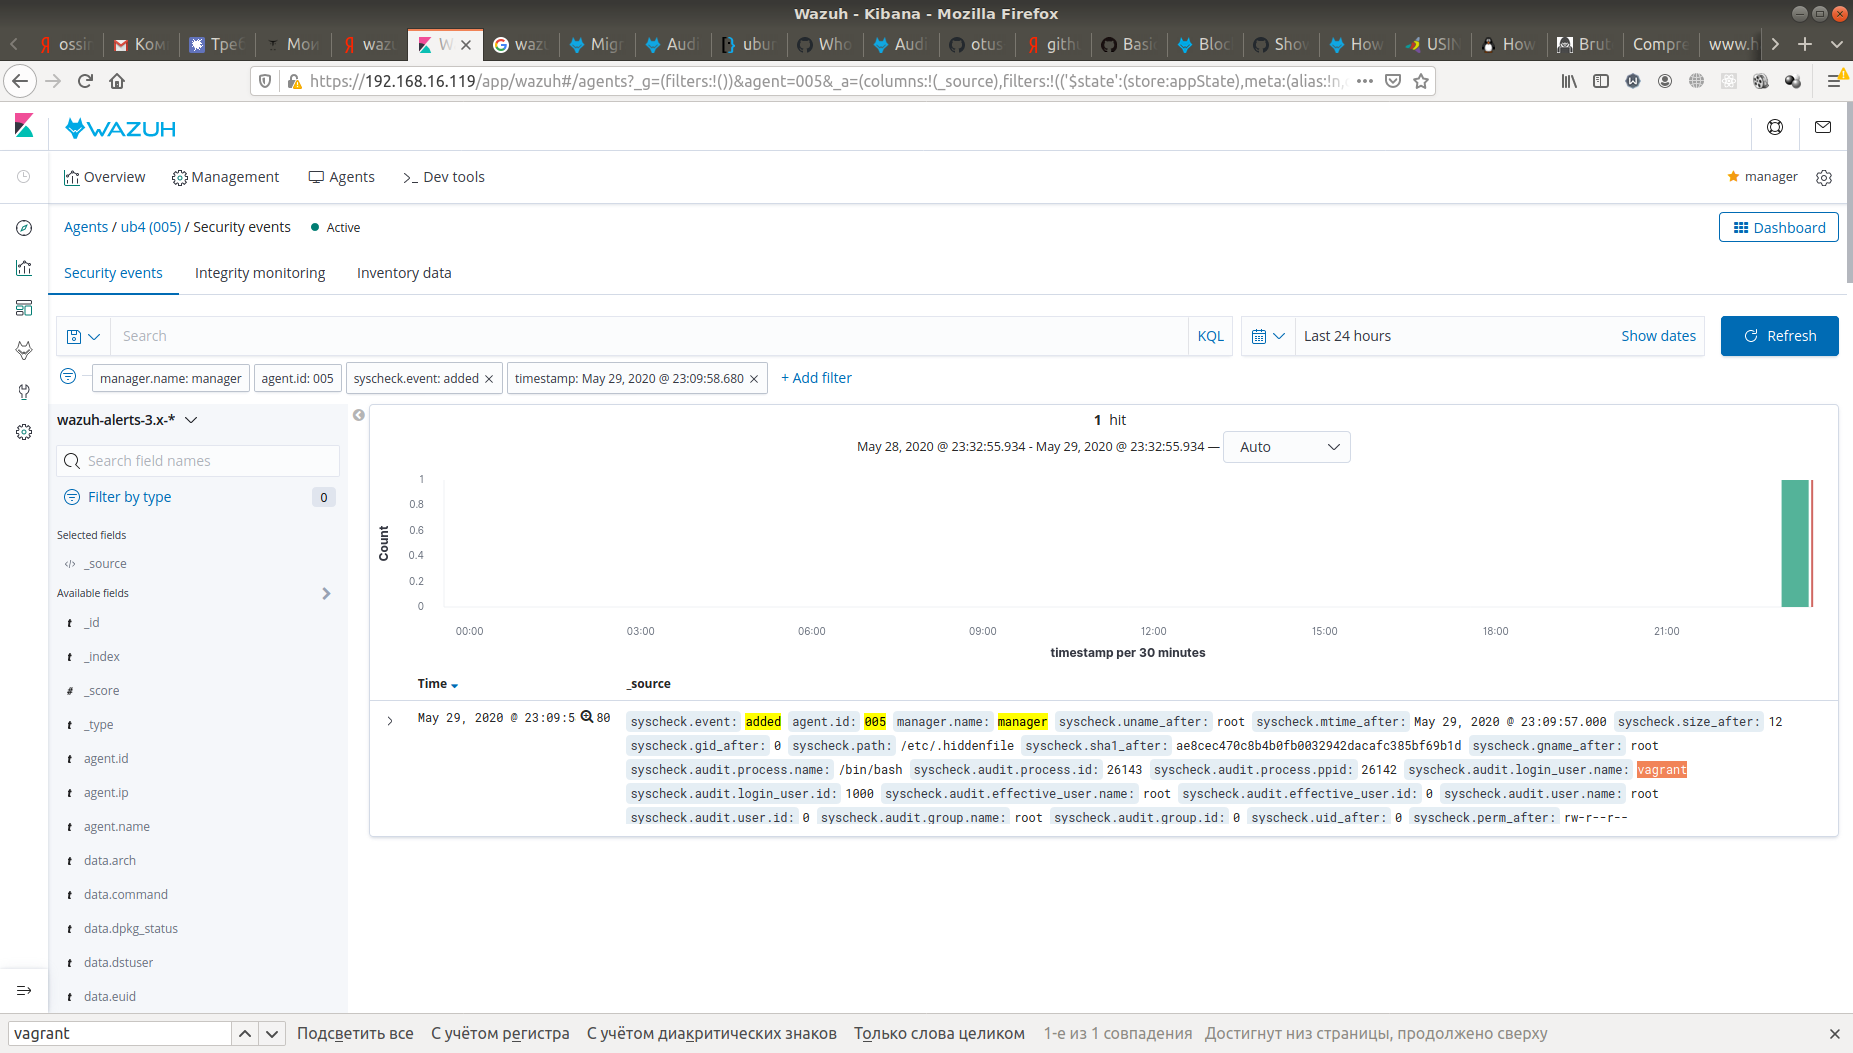 Wazuh - Kibana - Mozilla Firefox
ossir Ком Треб Мои wazu W wazu Migr Audi ubun Who Audi otus githu Basi Bloc Shov How USIN How Brut Compre www.h
https://192.168.16.119/app/wazuh#/agents?_g=(filters:!())&agent=005&_a=(columns:!(_source),filters:!(('$state':(store:appState),meta:(alias:!n,
WAZUH
Overview Management Agents >_ Dev tools manager
Agents / ub4 (005) / Security events Active Dashboard
Security events Integrity monitoring Inventory data
Search KQL Last 24 hours Show dates Refresh
manager.name: manager agent.id: 005 syscheck.event: added × timestamp: May 29, 2020 @ 23:09:58.680 × + Add filter
wazuh-alerts-3.x-*
Search field names
Filter by type 0
Selected fields
</> _source
Available fields
t _id
t _index
# _score
t _type
t agent.id
t agent.ip
t agent.name
t data.arch
t data.command
t data.dpkg_status
t data.dstuser
t data.euid
1 hit
May 28, 2020 @ 23:32:55.934 - May 29, 2020 @ 23:32:55.934 — Auto
Count
1
0.8
0.6
0.4
0.2
0
00:00 03:00 06:00 09:00 12:00 15:00 18:00 21:00
timestamp per 30 minutes
Time _source
May 29, 2020 @ 23:09:5 80 syscheck.event: added agent.id: 005 manager.name: manager syscheck.uname_after: root syscheck.mtime_after: May 29, 2020 @ 23:09:57.000 syscheck.size_after: 12
syscheck.gid_after: 0 syscheck.path: /etc/.hiddenfile syscheck.sha1_after: ae8cec470c8b4b0fb0032942dacafc385bf69b1d syscheck.gname_after: root
syscheck.audit.process.name: /bin/bash syscheck.audit.process.id: 26143 syscheck.audit.process.ppid: 26142 syscheck.audit.login_user.name: vagrant
syscheck.audit.login_user.id: 1000 syscheck.audit.effective_user.name: root syscheck.audit.effective_user.id: 0 syscheck.audit.user.name: root
syscheck.audit.user.id: 0 syscheck.audit.group.name: root syscheck.audit.group.id: 0 syscheck.uid_after: 0 syscheck.perm_after: rw-r--r--
vagrant Подсветить все С учётом регистра С учётом диакритических знаков Только слова целиком 1-е из 1 совпадения Достигнут низ страницы, продолжено сверху